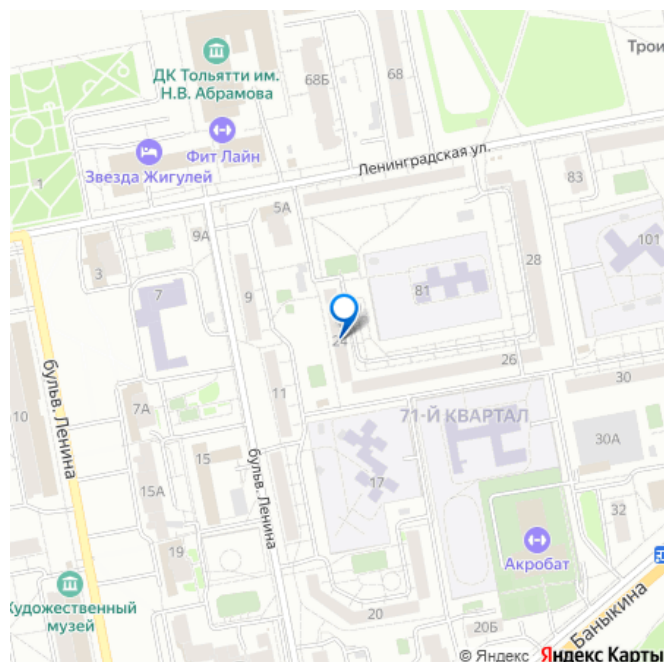 ДК Тольятти им.
Н.В. Абрамова
68Б
68
Трои
Фит Лайн
Звезда Жигулей
Ленинградская ул.
1
5А
83
9А
101
3
7
9
81
28
24
26
10
бульв. Ленина
7А
11
71-Й КВАРТАЛ
30
15
бульв. Ленина
30А
15А
17
32
19
Акробат
Художественный
музей
20
20Б
Баныкина
© Яндекс Яндекс Карты